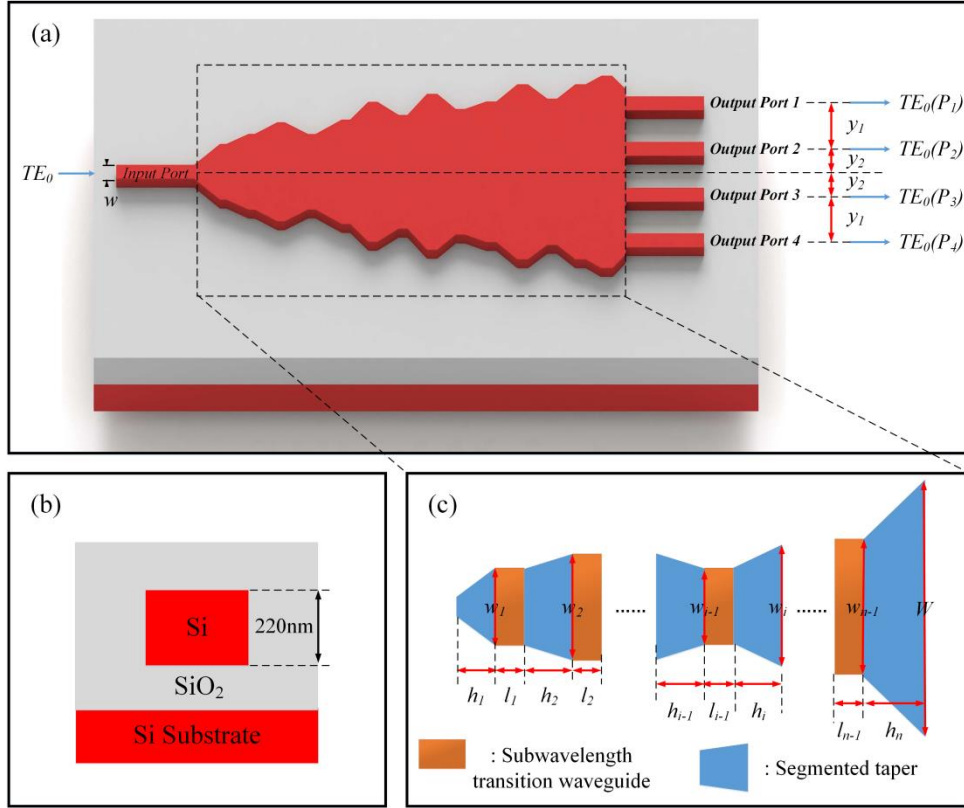 (a)
Output Port 1
TE₀(P₁)
y₁
TE₀
Input Port
w
Output Port 2
TE₀(P₂)
y₂
y₂
Output Port 3
TE₀(P₃)
y₁
Output Port 4
TE₀(P₄)
(b)
Si
220nm
SiO₂
Si Substrate
(c)
w₁
w₂
......
wᵢ₋₁
wᵢ
......
wₙ₋₁
W
h₁
l₁
h₂
l₂
hᵢ₋₁
lᵢ₋₁
hᵢ
lₙ₋₁
hₙ
: Subwavelength
transition waveguide
: Segmented taper